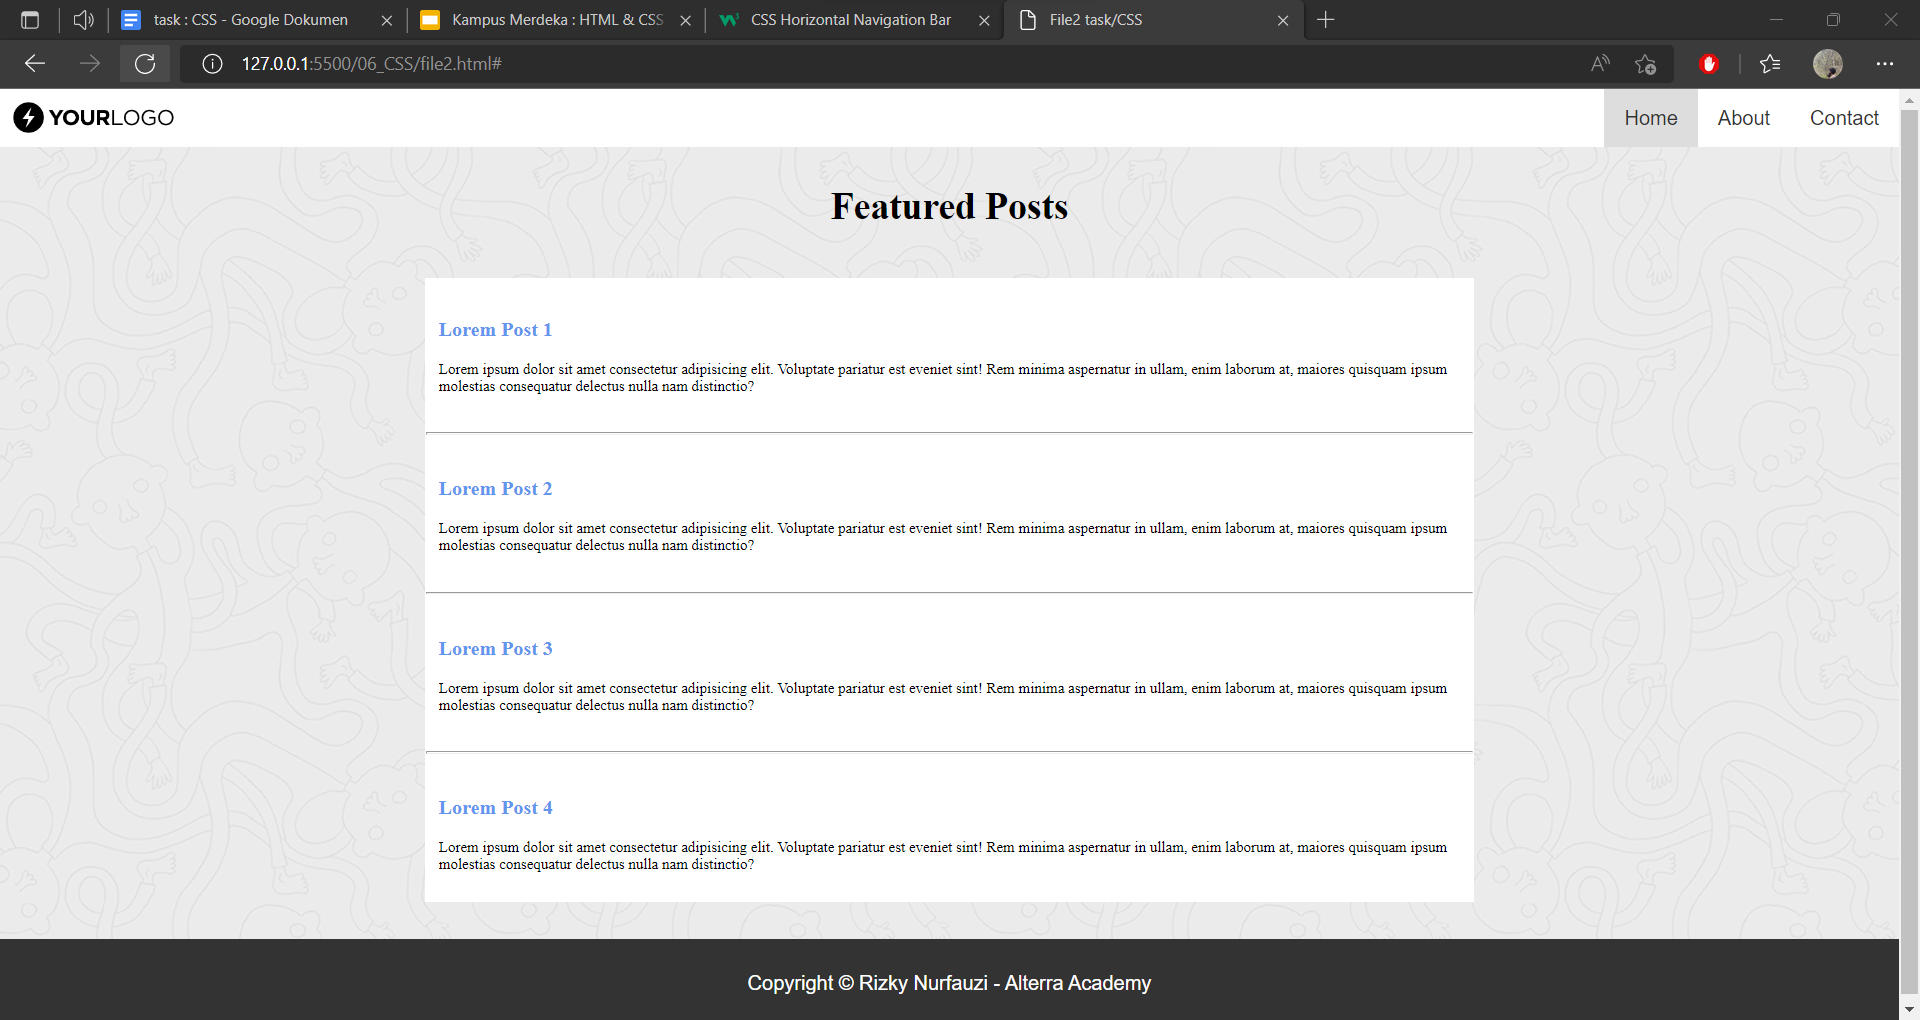 task : CSS - Google Dokumen
Kampus Merdeka : HTML & CSS
CSS Horizontal Navigation Bar
File2 task/CSS
127.0.0.1:5500/06_CSS/file2.html#
YOURLOGO
Home
About
Contact
Featured Posts
Lorem Post 1
Lorem ipsum dolor sit amet consectetur adipisicing elit. Voluptate pariatur est eveniet sint! Rem minima aspernatur in ullam, enim laborum at, maiores quisquam ipsum
molestias consequatur delectus nulla nam distinctio?
Lorem Post 2
Lorem ipsum dolor sit amet consectetur adipisicing elit. Voluptate pariatur est eveniet sint! Rem minima aspernatur in ullam, enim laborum at, maiores quisquam ipsum
molestias consequatur delectus nulla nam distinctio?
Lorem Post 3
Lorem ipsum dolor sit amet consectetur adipisicing elit. Voluptate pariatur est eveniet sint! Rem minima aspernatur in ullam, enim laborum at, maiores quisquam ipsum
molestias consequatur delectus nulla nam distinctio?
Lorem Post 4
Lorem ipsum dolor sit amet consectetur adipisicing elit. Voluptate pariatur est eveniet sint! Rem minima aspernatur in ullam, enim laborum at, maiores quisquam ipsum
molestias consequatur delectus nulla nam distinctio?
Copyright © Rizky Nurfauzi - Alterra Academy